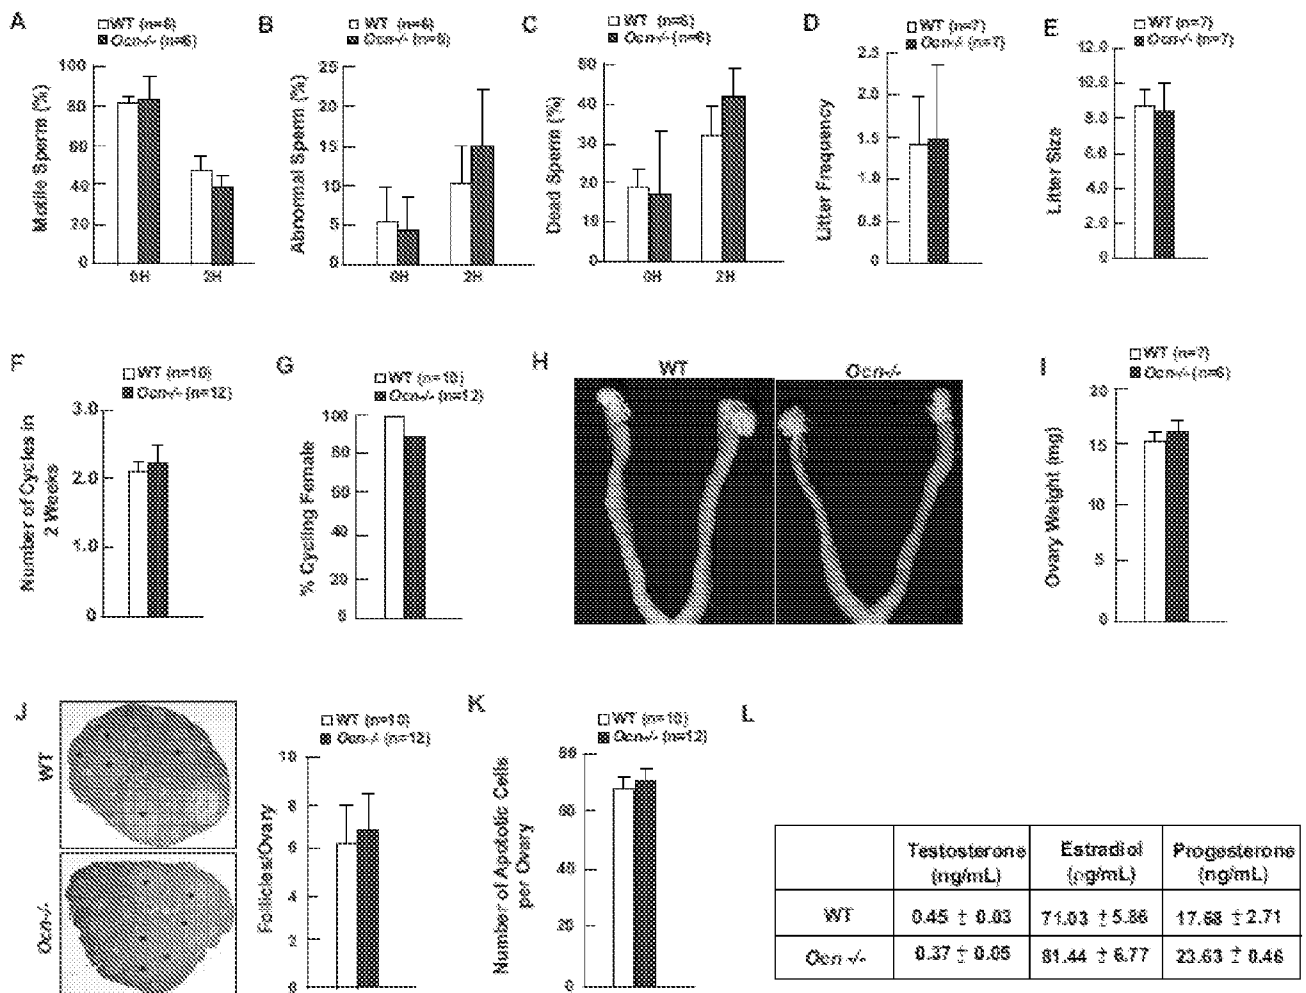 A
WT (n=6)
Ocn-/- (n=6)
Motile Sperm (%)
100
80
60
40
20
0
0H
2H
B
WT (n=6)
Ocn-/-
Abnormal Sperm (%)
25
20
15
10
5
0
0H
2H
C
WT (n=6)
Ocn-/- (n=6)
Dead Sperm (%)
50
40
30
20
10
0
0H
2H
D
WT (n=7)
Ocn-/- (n=7)
Litter Frequency
2.5
2.0
1.5
1.0
0.5
0
E
WT (n=7)
Ocn-/- (n=7)
Litter Size
12.0
10.0
8.0
6.0
4.0
2.0
0.0
F
WT (n=10)
Ocn-/- (n=12)
Number of Cycles in
2 Weeks
3.0
2.0
1.0
0
G
WT (n=10)
Ocn-/- (n=12)
% Cycling Female
100
80
60
40
20
0
H
WT
Ocn-/-
I
WT (n=7)
Ocn-/- (n=6)
Ovary Weight (mg)
20
15
10
5
0
J
WT
Ocn-/-
WT (n=10)
Ocn-/- (n=12)
Follicles/Ovary
10
8
6
4
2
0
K
WT (n=10)
Ocn-/- (n=12)
Number of Apototic Cells
per Ovary
80
60
40
20
0
L
Testosterone Estradiol Progesterone
(ng/mL) (pg/mL) (ng/mL)
WT 0.45 ± 0.03 71.03 ± 5.86 17.68 ± 2.71
Ocn -/- 0.37 ± 0.05 81.44 ± 6.77 23.63 ± 0.46